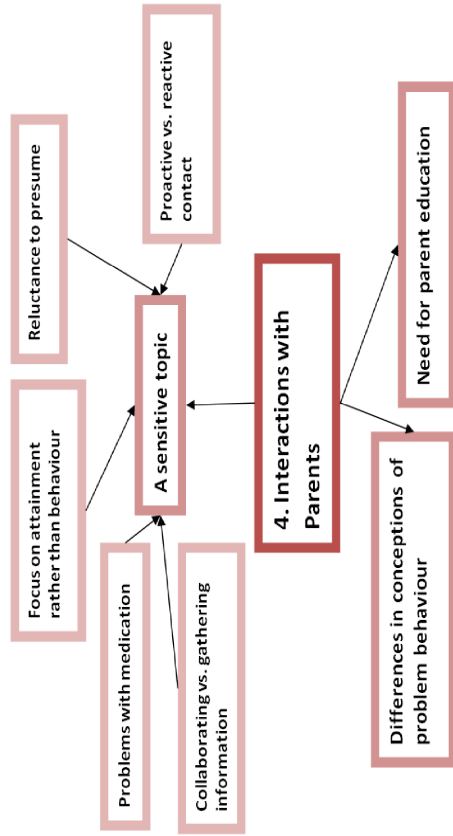 Focus on attainment
rather than behaviour
Reluctance to presume
Problems with medication
A sensitive topic
Proactive vs. reactive
contact
Collaborating vs. gathering
information
4. Interactions with
Parents
Differences in conceptions of
problem behaviour
Need for parent education